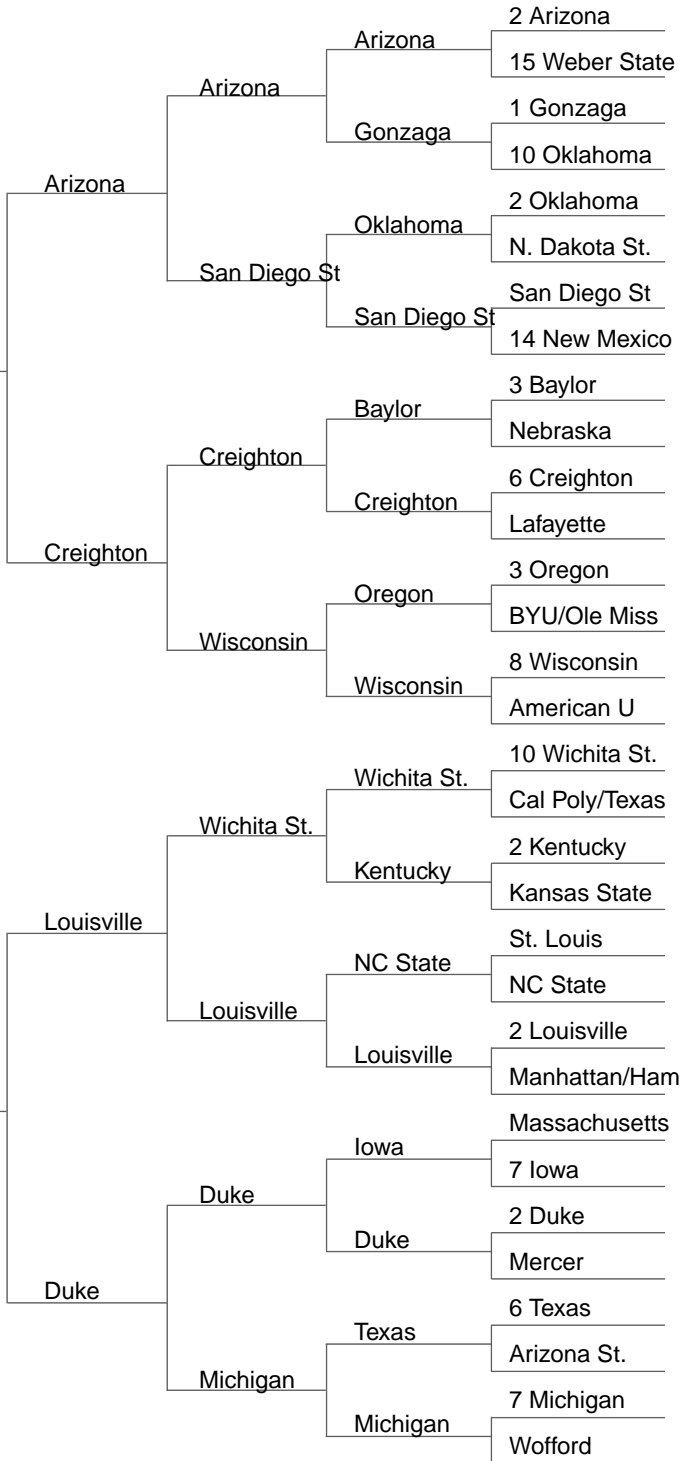 2 Arizona
Arizona
15 Weber State
Arizona
1 Gonzaga
Gonzaga
10 Oklahoma
Arizona
2 Oklahoma
Oklahoma
N. Dakota St.
San Diego St
San Diego St
San Diego St
14 New Mexico
3 Baylor
Baylor
Nebraska
Creighton
6 Creighton
Creighton
Lafayette
Creighton
3 Oregon
Oregon
BYU/Ole Miss
Wisconsin
8 Wisconsin
Wisconsin
American U
10 Wichita St.
Wichita St.
Cal Poly/Texas
Wichita St.
2 Kentucky
Kentucky
Kansas State
Louisville
St. Louis
NC State
NC State
Louisville
2 Louisville
Louisville
Manhattan/Ham
Massachusetts
Iowa
7 Iowa
Duke
2 Duke
Duke
Mercer
Duke
6 Texas
Texas
Arizona St.
Michigan
7 Michigan
Michigan
Wofford